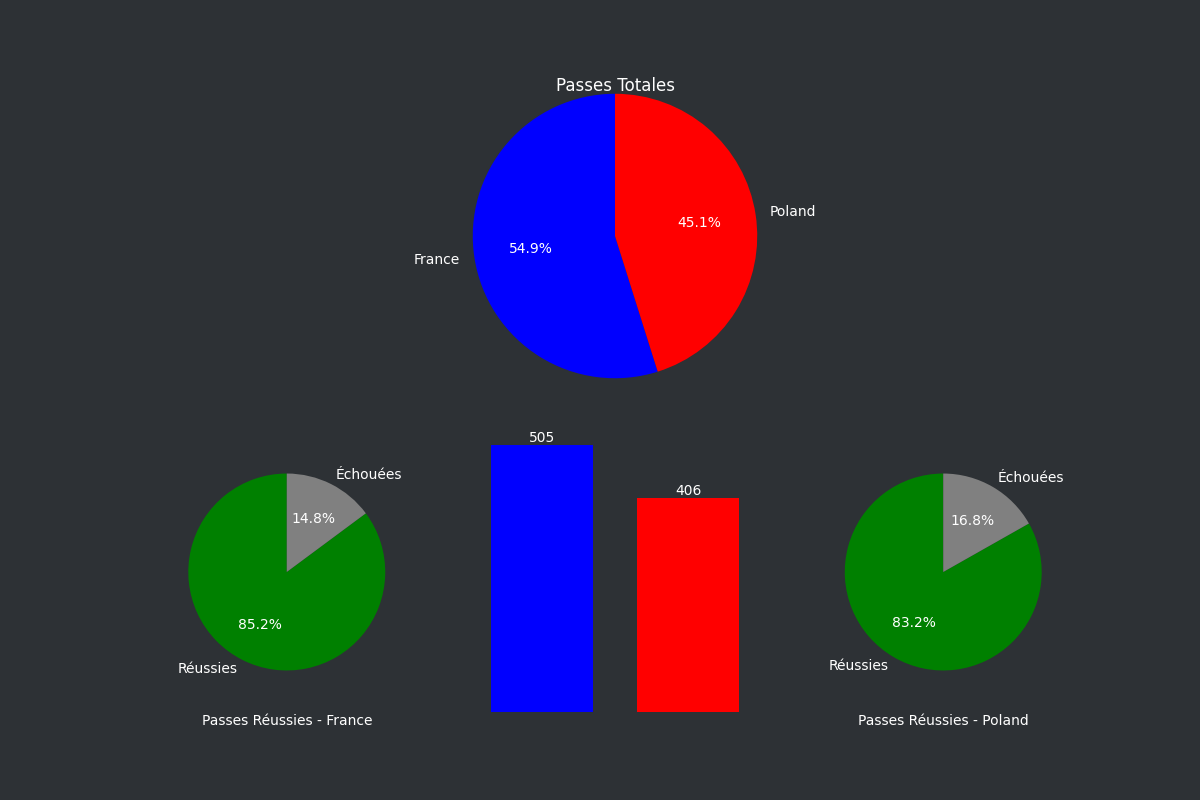 Passes Totales
45.1%
Poland
54.9%
France
505
Échouées
14.8%
85.2%
Réussies
406
Échouées
16.8%
83.2%
Réussies
Passes Réussies - France
Passes Réussies - Poland